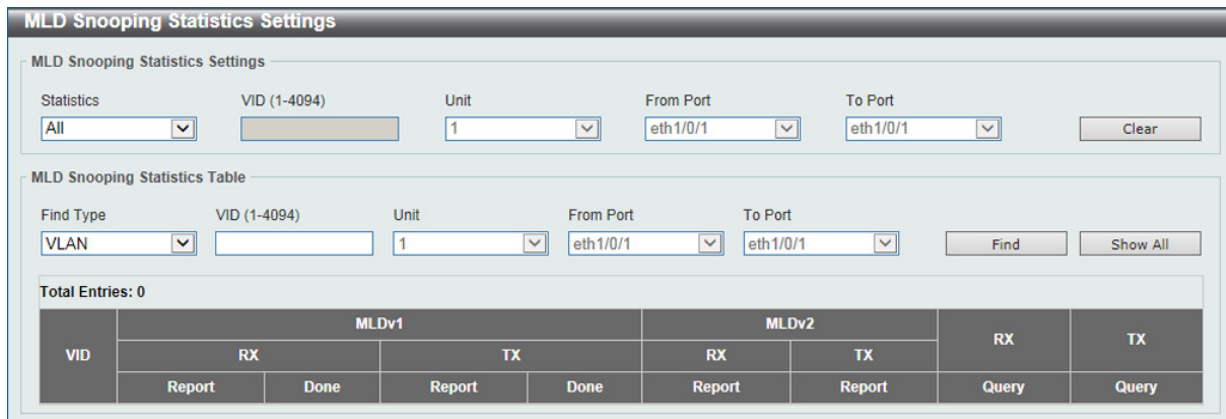 MLD Snooping Statistics Settings
MLD Snooping Statistics Settings
Statistics VID (1-4094) Unit From Port To Port
All 1 eth1/0/1 eth1/0/1 Clear
MLD Snooping Statistics Table
Find Type VID (1-4094) Unit From Port To Port
VLAN 1 eth1/0/1 eth1/0/1 Find Show All
Total Entries: 0
MLDv1 MLDv2
VID RX TX
RX TX RX TX
Report Done Report Done Report Report Query Query